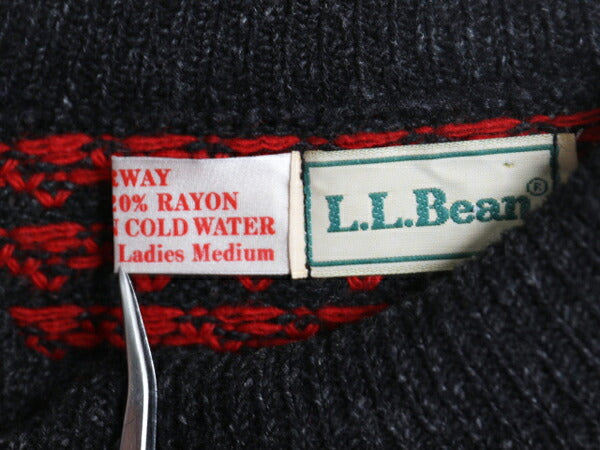 RWAY
20% RAYON
COLD WATER
Ladies Medium
L.L.Bean®